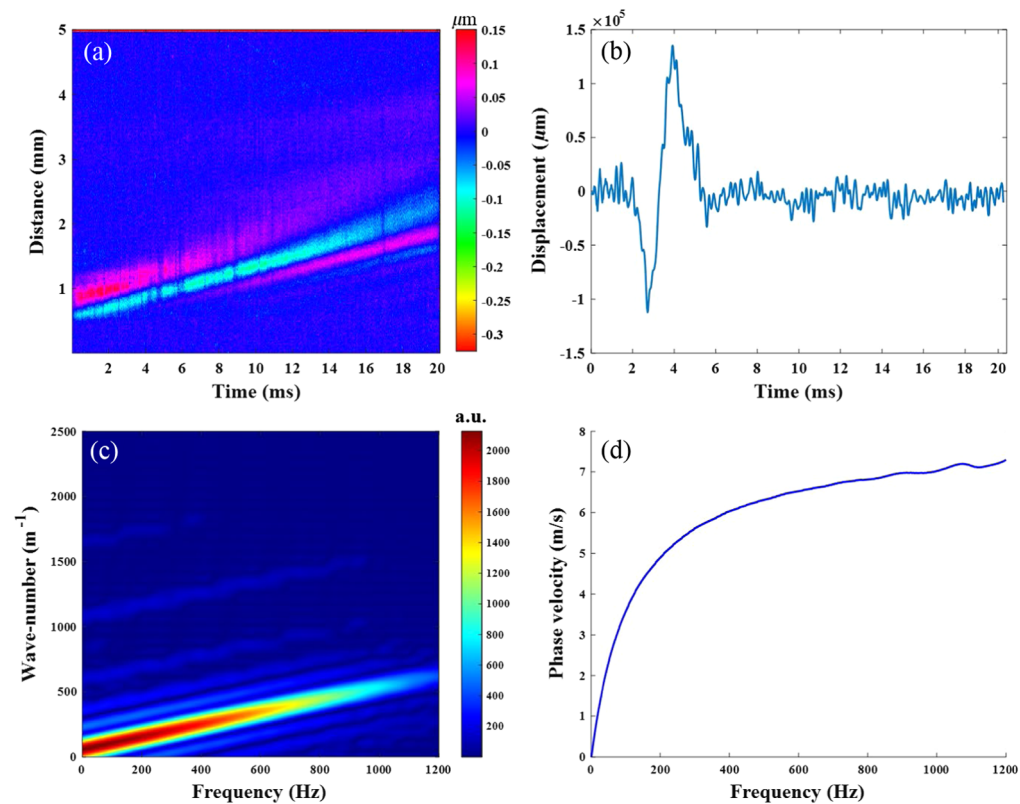 (a)
μm
5
4
3
2
1
Distance (mm)
2 4 6 8 10 12 14 16 18 20
Time (ms)
0.15
0.1
0.05
0
-0.05
-0.1
-0.15
-0.2
-0.25
-0.3
(b)
×10⁵
1.5
1
0.5
0
-0.5
-1
-1.5
Displacement (μm)
0 2 4 6 8 10 12 14 16 18 20
Time (ms)
(c)
a.u.
2500
2000
1500
1000
500
0
Wave-number (m⁻¹)
0 200 400 600 800 1000 1200
Frequency (Hz)
2000
1800
1600
1400
1200
1000
800
600
400
200
(d)
8
7
6
5
4
3
2
1
0
Phase velocity (m/s)
0 200 400 600 800 1000 1200
Frequency (Hz)